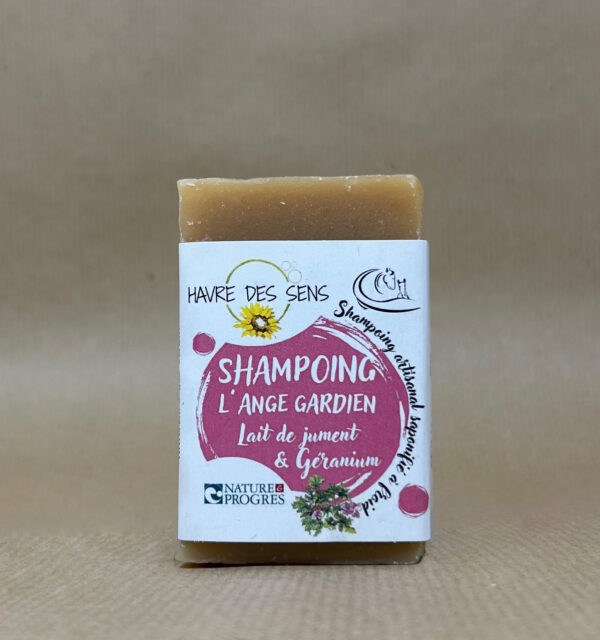 HAVRE DES SENS
Shampoing artisanal saponifié à froid
SHAMPOING
L'ANGE GARDIEN
Lait de jument
& Géranium
NATURE &
PROGRES